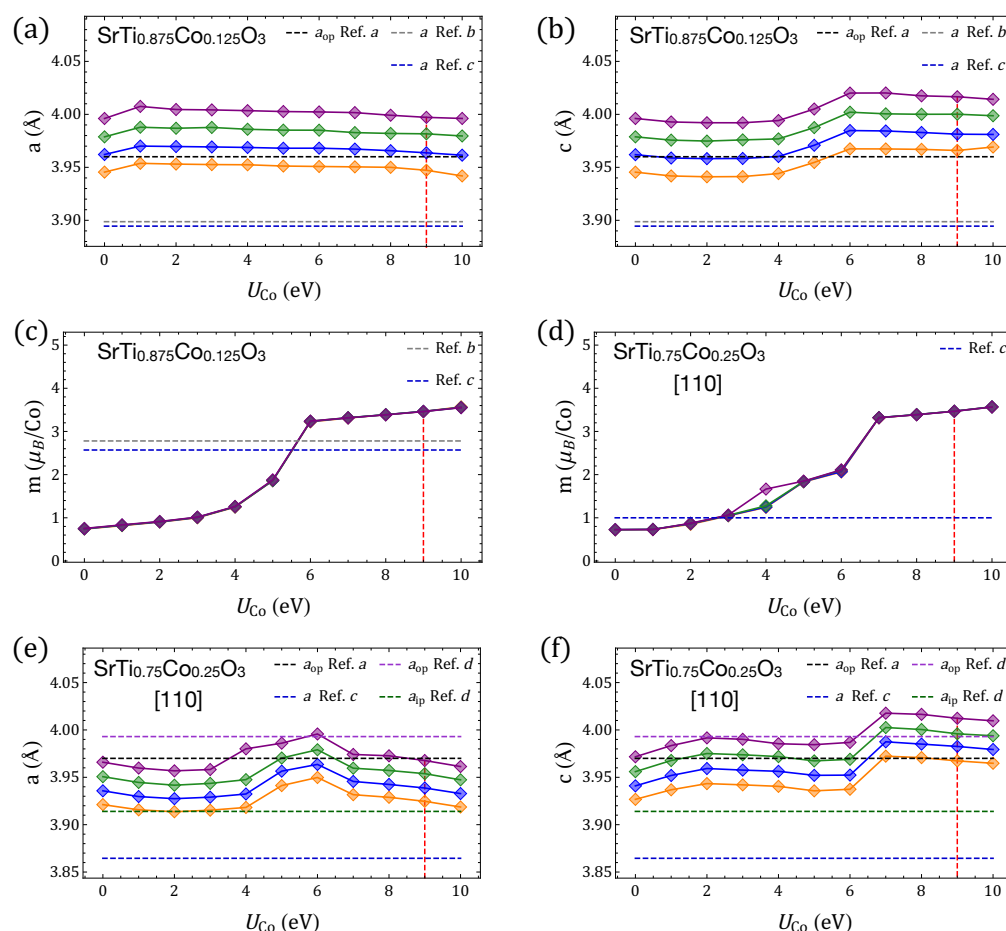 (a)
SrTi0.875Co0.125O3
aop Ref. a
a Ref. b
a Ref. c
4.05
4.00
3.95
3.90
a (Å)
0 2 4 6 8 10
UCo (eV)
(b)
SrTi0.875Co0.125O3
aop Ref. a
a Ref. b
a Ref. c
4.05
4.00
3.95
3.90
c (Å)
0 2 4 6 8 10
UCo (eV)
(c)
SrTi0.875Co0.125O3
Ref. b
Ref. c
5
4
3
2
1
0
m (μB/Co)
0 2 4 6 8 10
UCo (eV)
(d)
SrTi0.75Co0.25O3
[110]
Ref. c
5
4
3
2
1
0
m (μB/Co)
0 2 4 6 8 10
UCo (eV)
(e)
SrTi0.75Co0.25O3
[110]
aop Ref. a
aop Ref. d
a Ref. c
aip Ref. d
4.05
4.00
3.95
3.90
3.85
a (Å)
0 2 4 6 8 10
UCo (eV)
(f)
SrTi0.75Co0.25O3
[110]
aop Ref. a
aop Ref. d
a Ref. c
aip Ref. d
4.05
4.00
3.95
3.90
3.85
c (Å)
0 2 4 6 8 10
UCo (eV)